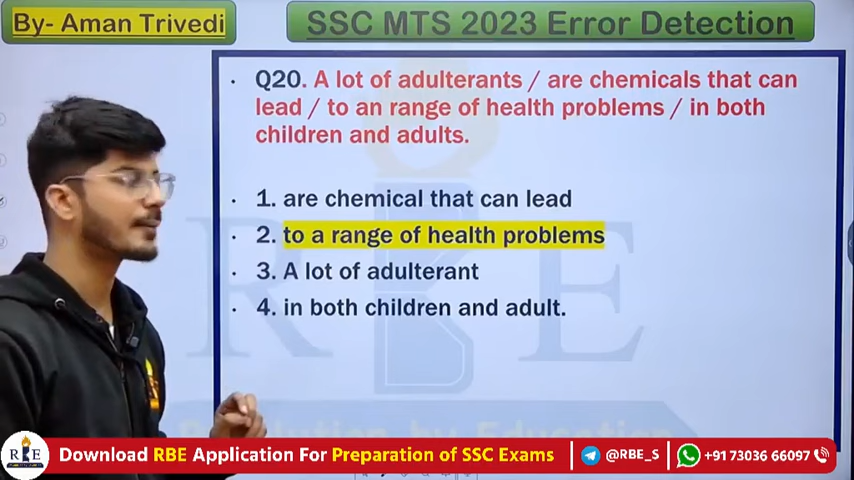 By- Aman Trivedi
SSC MTS 2023 Error Detection
Q20. A lot of adulterants / are chemicals that can
lead / to an range of health problems / in both
children and adults.
1. are chemical that can lead
2. to a range of health problems
3. A lot of adulterant
4. in both children and adult.
RBE
RBE
Download RBE Application For Preparation of SSC Exams
@RBE_S
+91 73036 66097